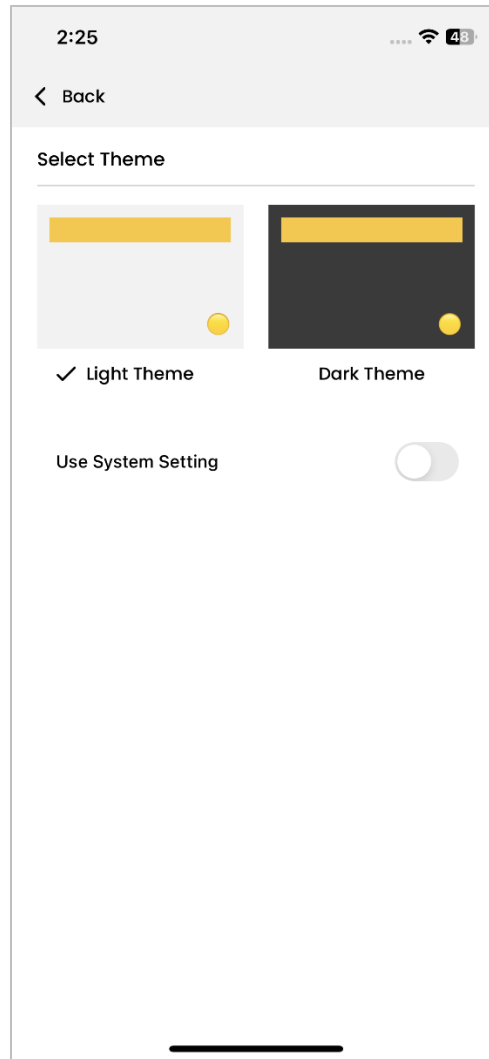 2:25 48
Back
Select Theme
Light Theme Dark Theme
Use System Setting